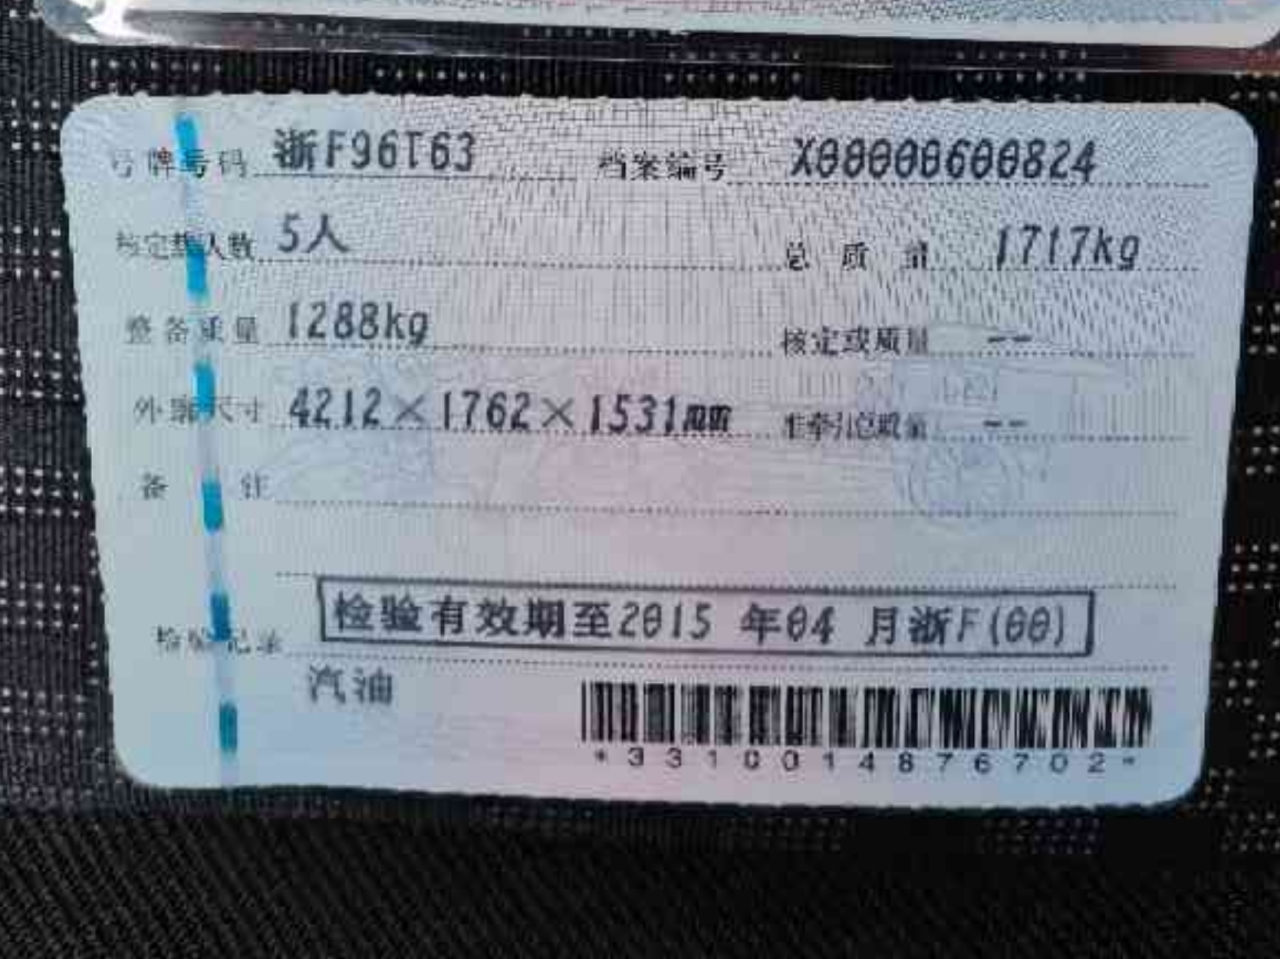 号牌号码 浙F96T63 档案编号 X00000600824
核定载人数 5人 总质量 1717kg
整备质量 1288kg 核定载质量 --
外廓尺寸 4212×1762×1531mm 准牵引总质量 --
备注
检验记录 检验有效期至2015 年04 月浙F(00)
汽油
*3310014876702*